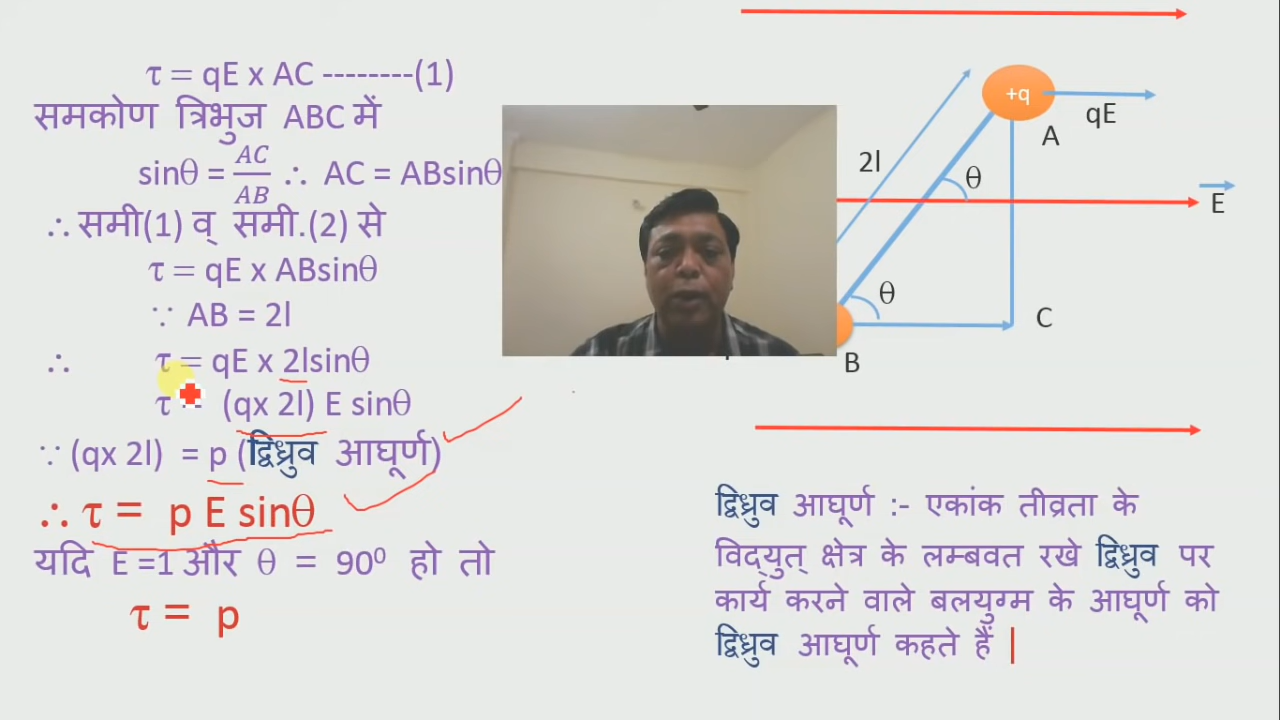 τ = qE x AC --------(1)
समकोण त्रिभुज ABC में
sinθ = AC/AB ∴ AC = ABsinθ
∴ समी(1) व् समी.(2) से
τ = qE x ABsinθ
∵ AB = 2l
∴ τ = qE x 2lsinθ
τ = (qx 2l) E sinθ
∵ (qx 2l) = p (द्विध्रुव आघूर्ण)
∴ τ = p E sinθ
यदि E =1 और θ = 90⁰ हो तो
τ = p
+q
qE
A
2l
θ
E
θ
C
B
द्विध्रुव आघूर्ण :- एकांक तीव्रता के
विद्युत् क्षेत्र के लम्बवत रखे द्विध्रुव पर
कार्य करने वाले बलयुग्म के आघूर्ण को
द्विध्रुव आघूर्ण कहते हैं |